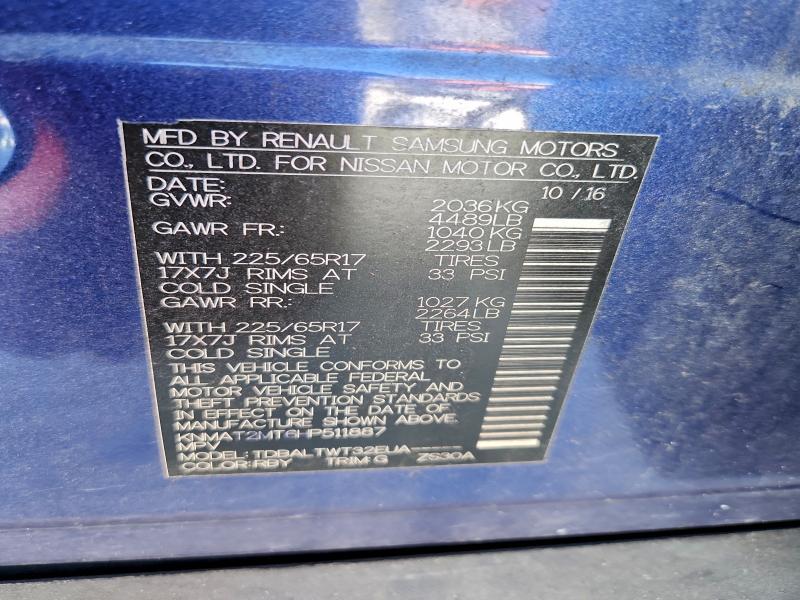 MFD BY RENAULT SAMSUNG MOTORS
CO., LTD. FOR NISSAN MOTOR CO., LTD.
DATE: 10 / 16
GVWR: 2036 KG
4489 LB
GAWR FR.: 1040 KG
2293 LB
WITH 225/65R17 TIRES
17X7J RIMS AT 33 PSI
COLD SINGLE
GAWR RR.: 1027 KG
2264 LB
WITH 225/65R17 TIRES
17X7J RIMS AT 33 PSI
COLD SINGLE
THIS VEHICLE CONFORMS TO
ALL APPLICABLE FEDERAL
MOTOR VEHICLE SAFETY AND
THEFT PREVENTION STANDARDS
IN EFFECT ON THE DATE OF
MANUFACTURE SHOWN ABOVE.
KNMAT2MT6HP511887
MPV
MODEL: TDBALTWT32EUA------ ZS30A
COLOR:RBY TRIM:G